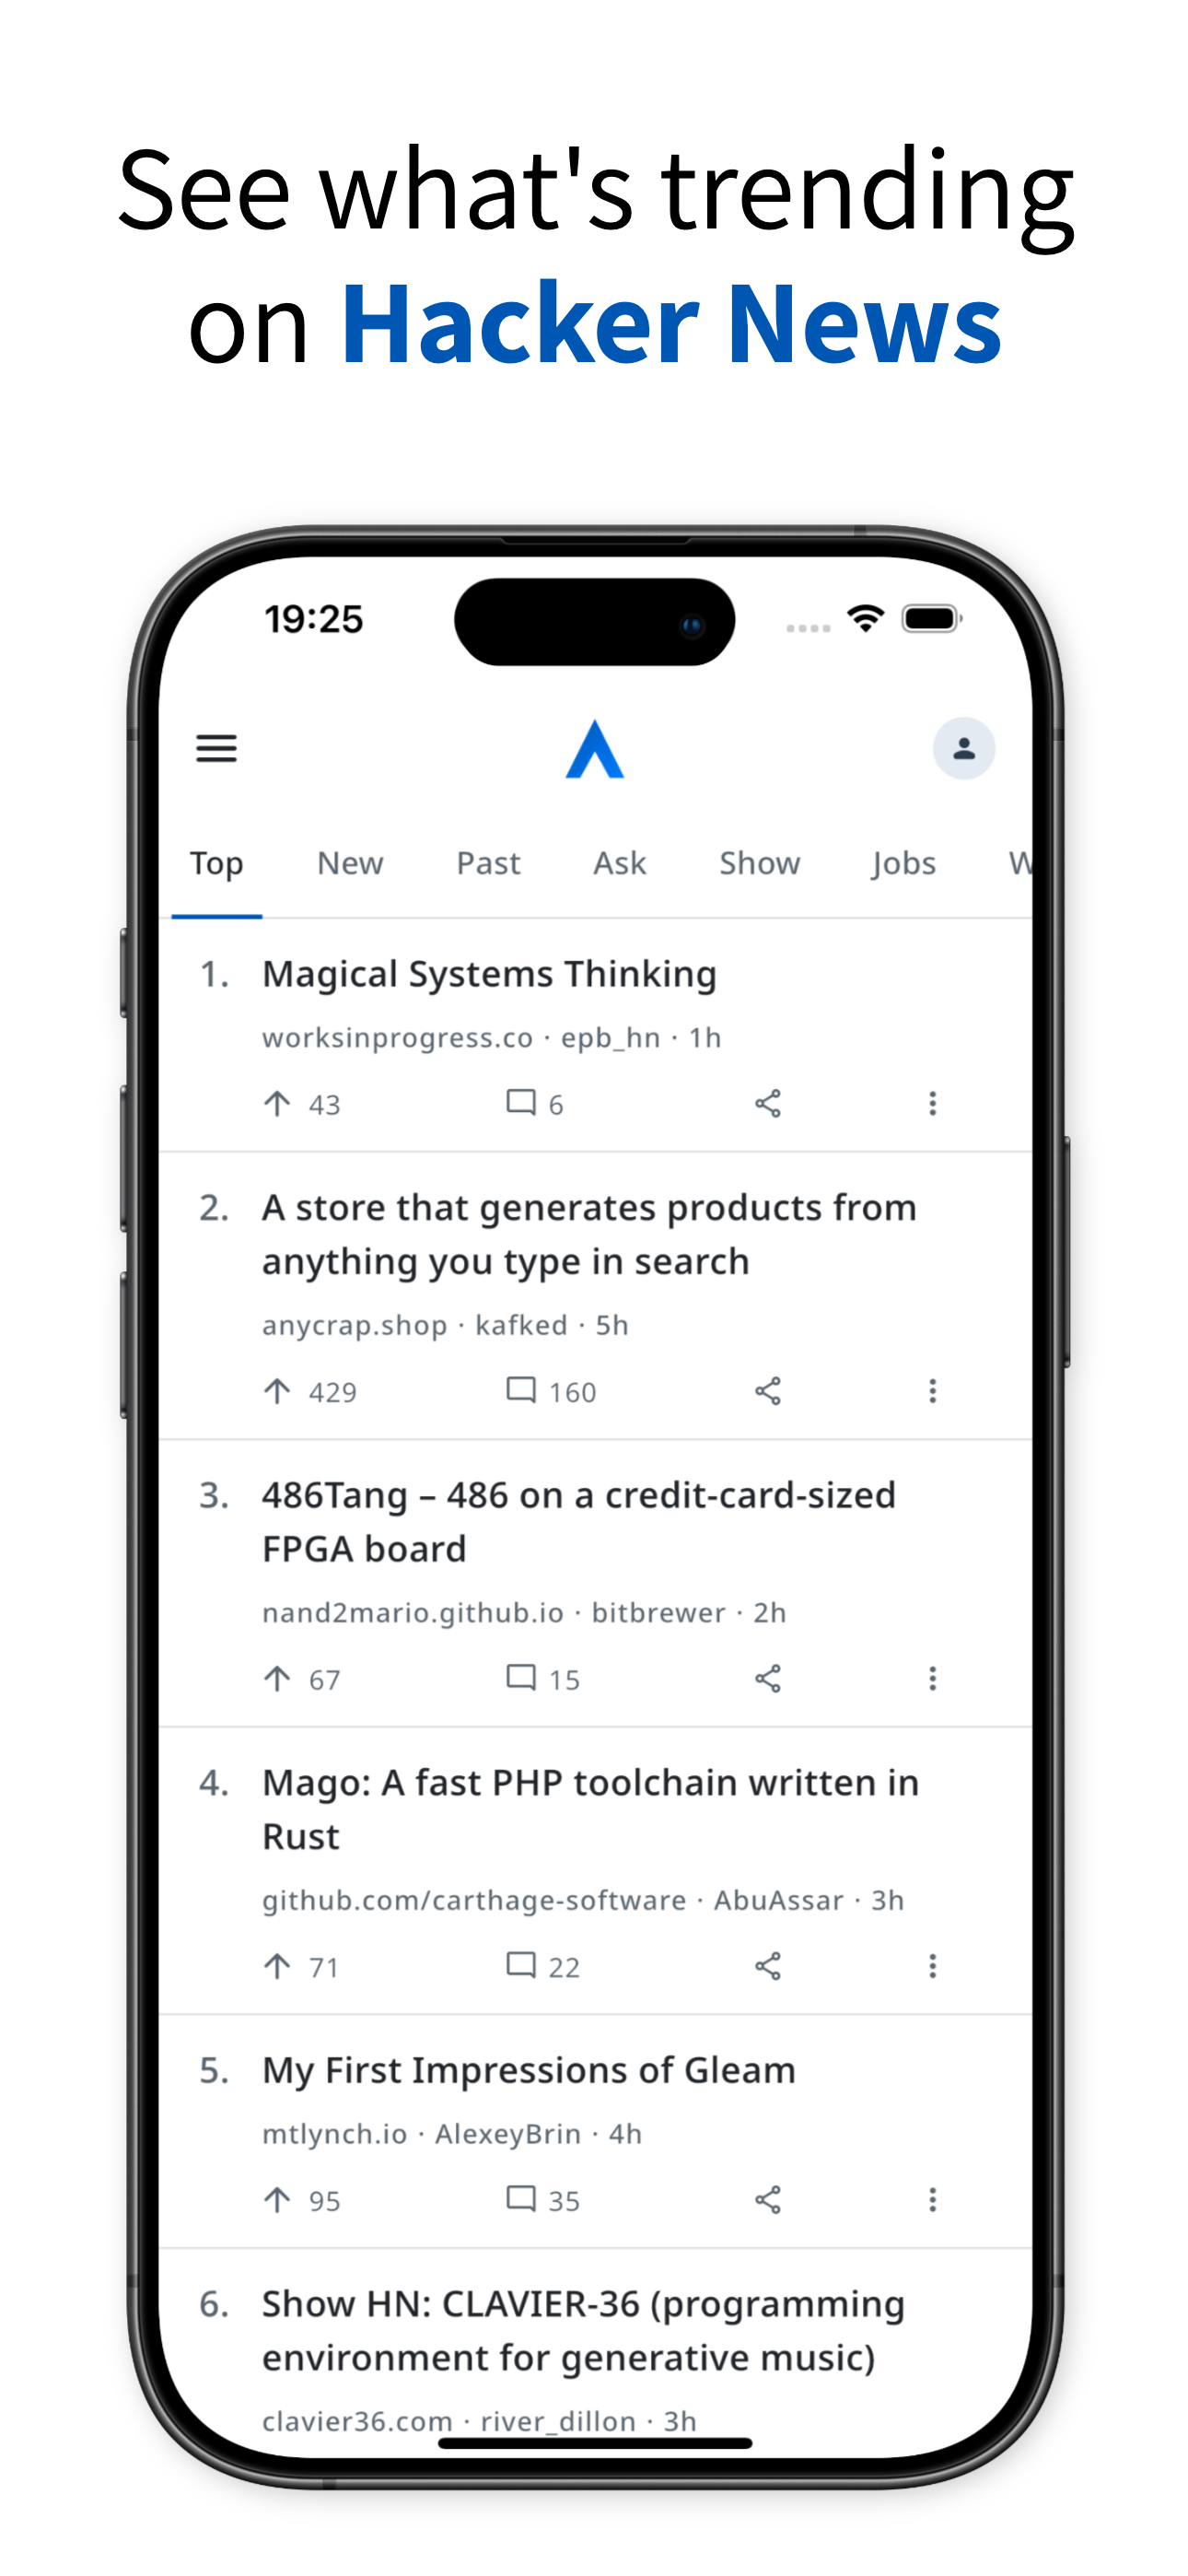 See what's trending
on Hacker News
19:25
Top New Past Ask Show Jobs W
1. Magical Systems Thinking
worksinprogress.co · epb_hn · 1h
43 6
2. A store that generates products from
anything you type in search
anycrap.shop · kafked · 5h
429 160
3. 486Tang – 486 on a credit-card-sized
FPGA board
nand2mario.github.io · bitbrewer · 2h
67 15
4. Mago: A fast PHP toolchain written in
Rust
github.com/carthage-software · AbuAssar · 3h
71 22
5. My First Impressions of Gleam
mtlynch.io · AlexeyBrin · 4h
95 35
6. Show HN: CLAVIER-36 (programming
environment for generative music)
clavier36.com · river_dillon · 3h